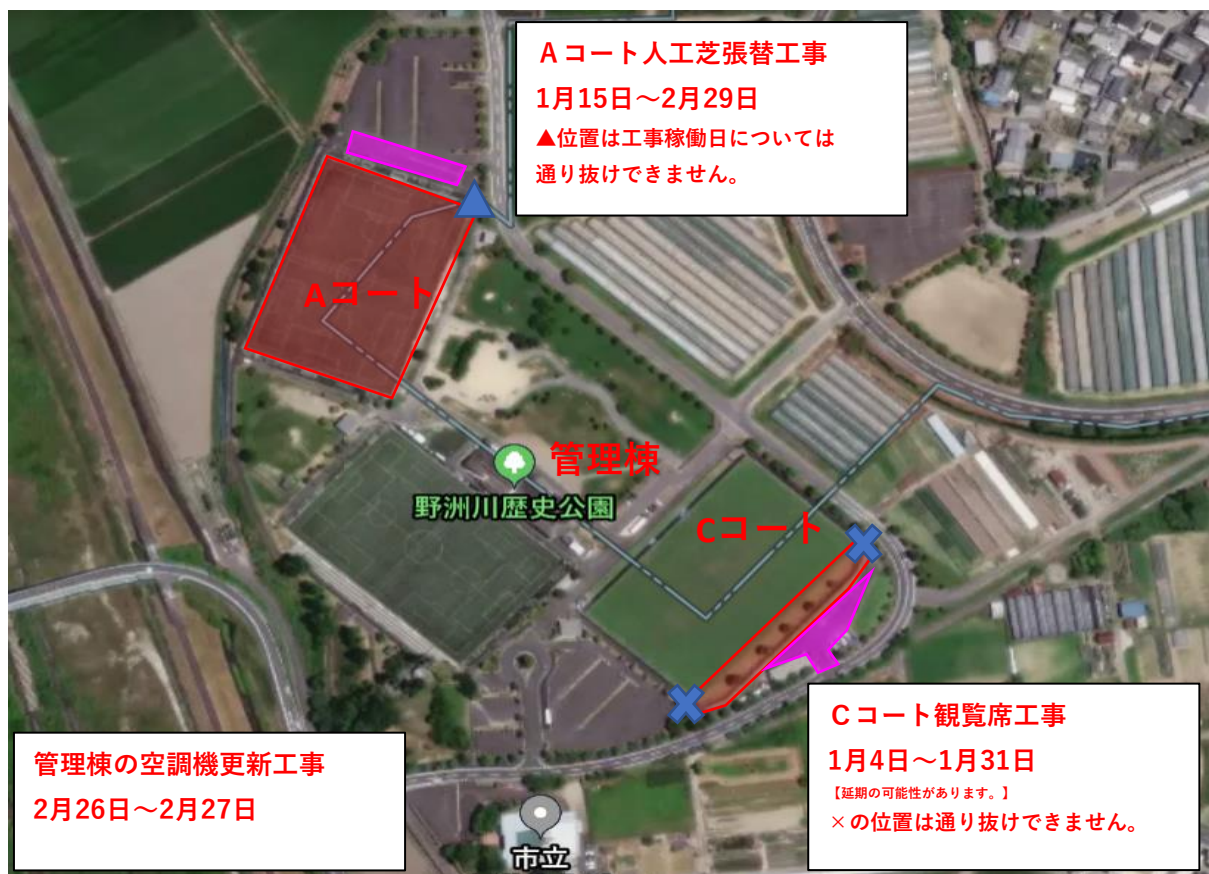 Aコート人工芝張替工事
1月15日～2月29日
▲位置は工事稼働日については
通り抜けできません。
Aコート
管理棟
野洲川歴史公園
Cコート
Cコート観覧席工事
1月4日～1月31日
【延期の可能性があります。】
×の位置は通り抜けできません。
管理棟の空調機更新工事
2月26日～2月27日
市立